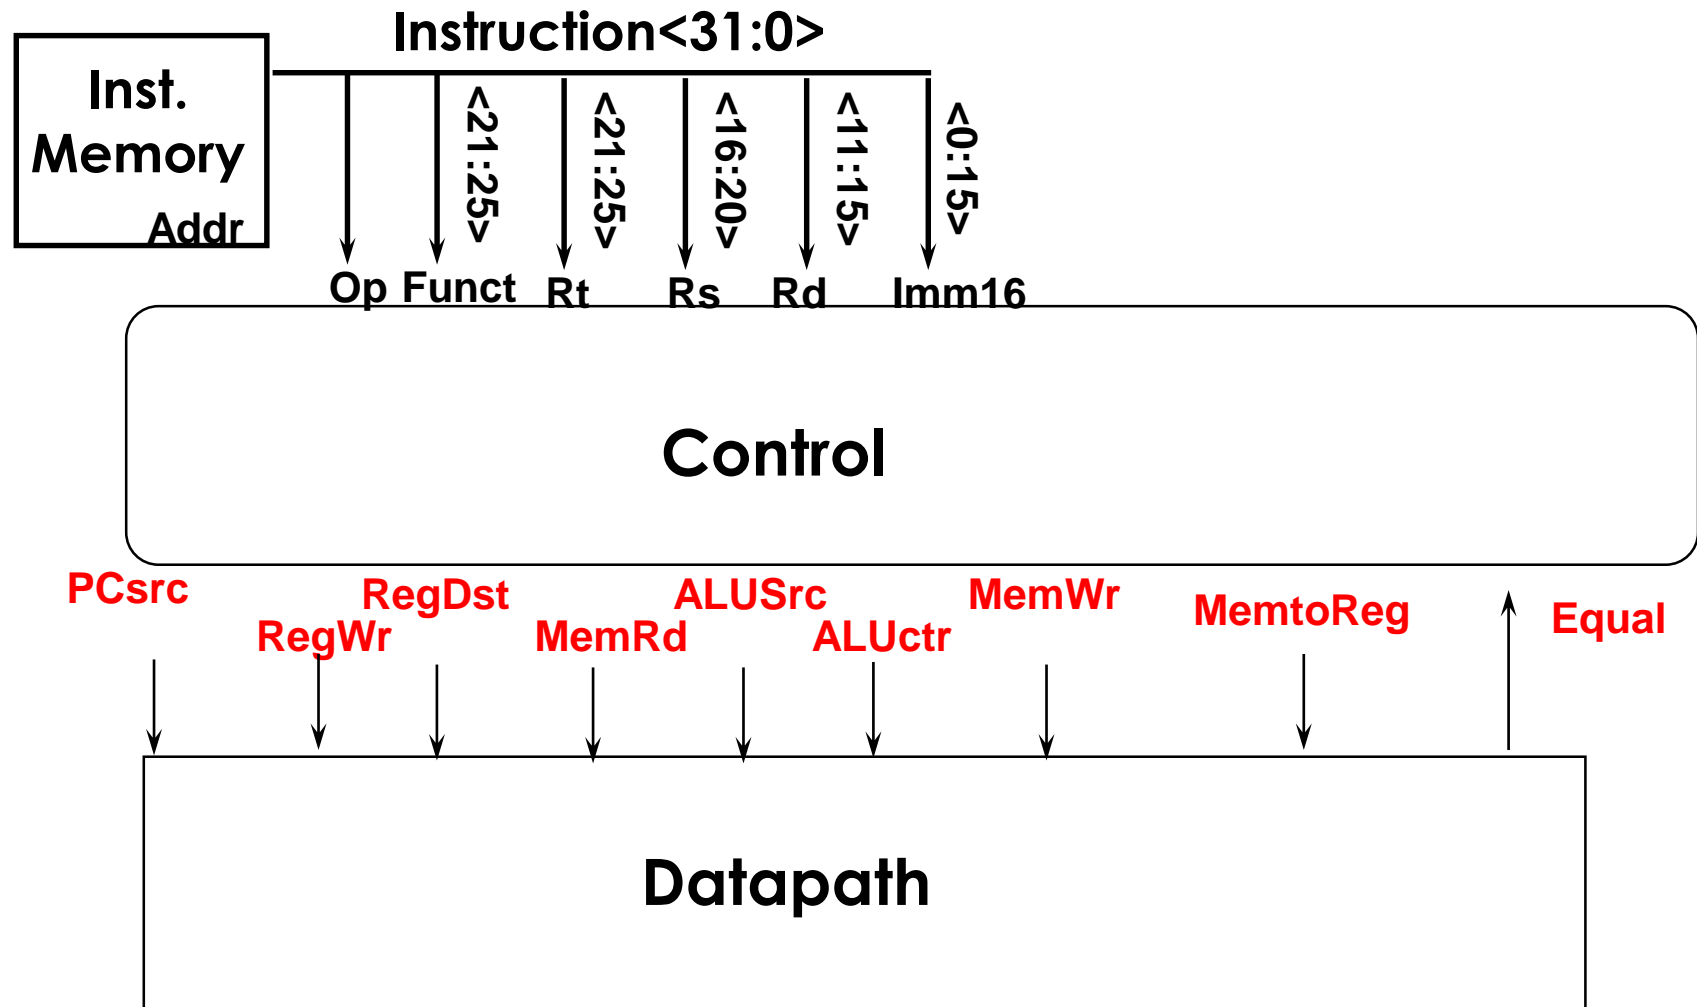 Instruction<31:0>
Inst.
Memory
Addr
<21:25>
<21:25>
<16:20>
<11:15>
<0:15>
Op Funct Rt Rs Rd Imm16
Control
PCsrc RegDst ALUSrc MemWr MemtoReg Equal
RegWr MemRd ALUctr
Datapath